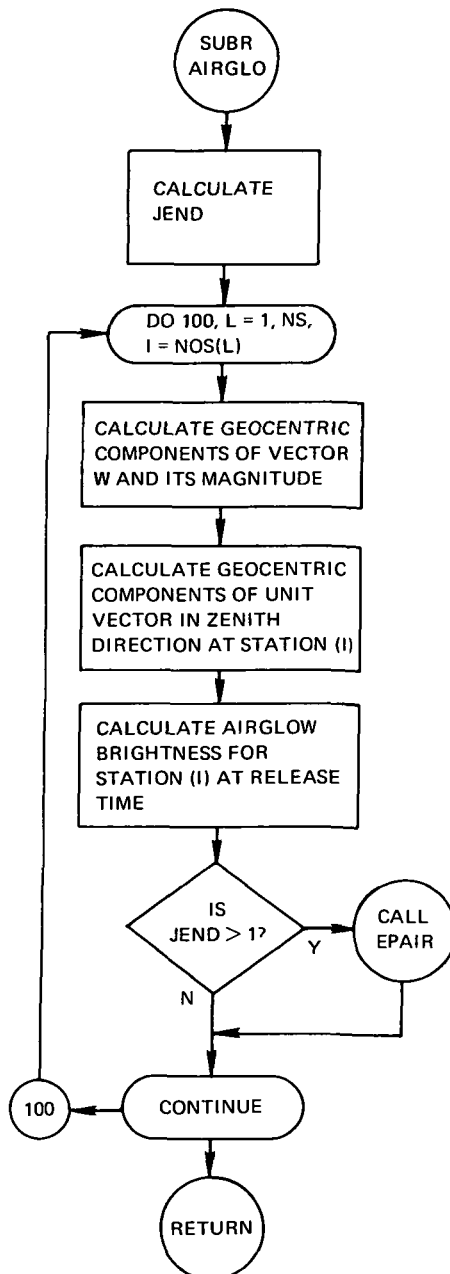 SUBR
AIRGLO
CALCULATE
JEND
DO 100, L = 1, NS,
I = NOS(L)
CALCULATE GEOCENTRIC
COMPONENTS OF VECTOR
W AND ITS MAGNITUDE
CALCULATE GEOCENTRIC
COMPONENTS OF UNIT
VECTOR IN ZENITH
DIRECTION AT STATION (I)
CALCULATE AIRGLOW
BRIGHTNESS FOR
STATION (I) AT RELEASE
TIME
IS
JEND > 1?
Y
CALL
EPAIR
N
100
CONTINUE
RETURN